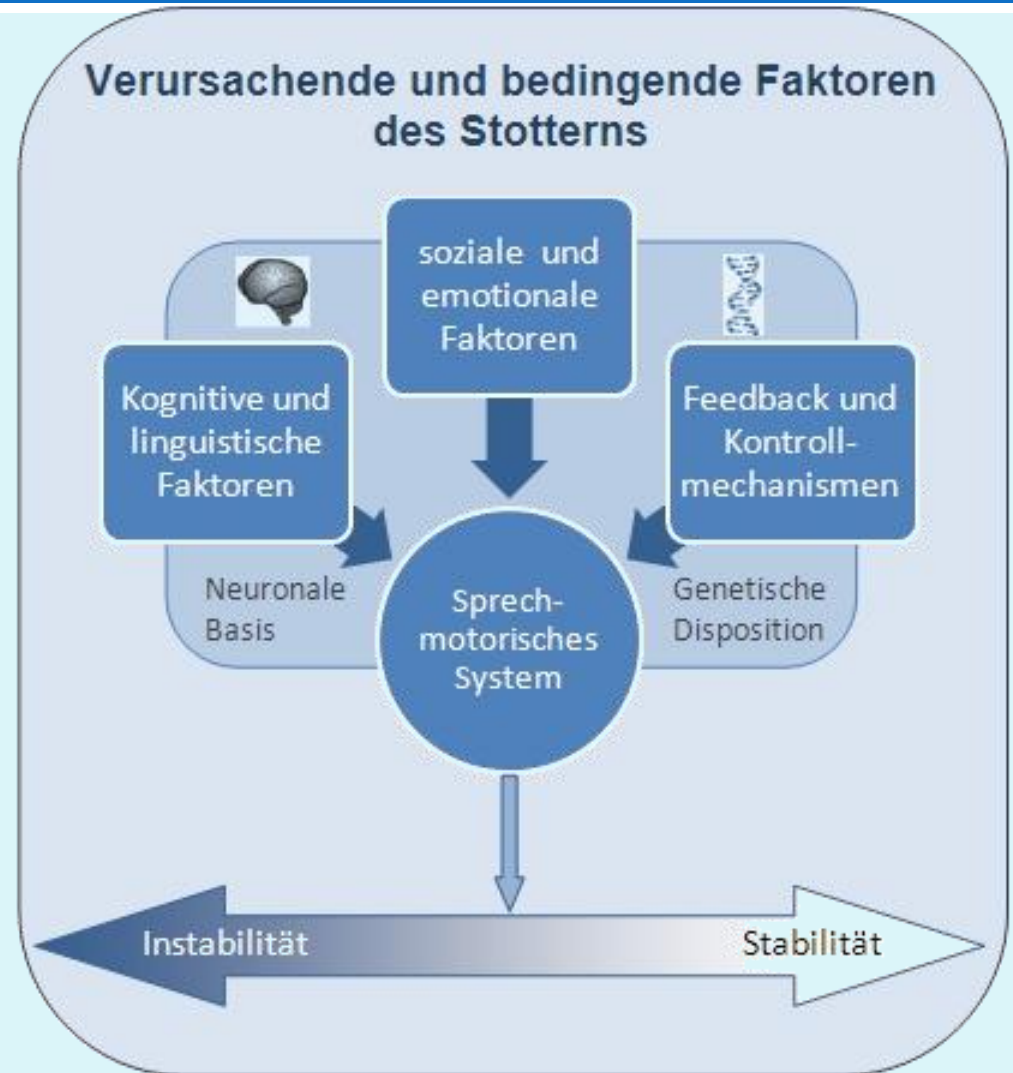 Verursachende und bedingende Faktoren
des Stotterns
soziale und
emotionale
Faktoren
Kognitive und
linguistische
Faktoren
Feedback und
Kontroll-
mechanismen
Neuronale
Basis
Sprech-
motorisches
System
Genetische
Disposition
Instabilität
Stabilität